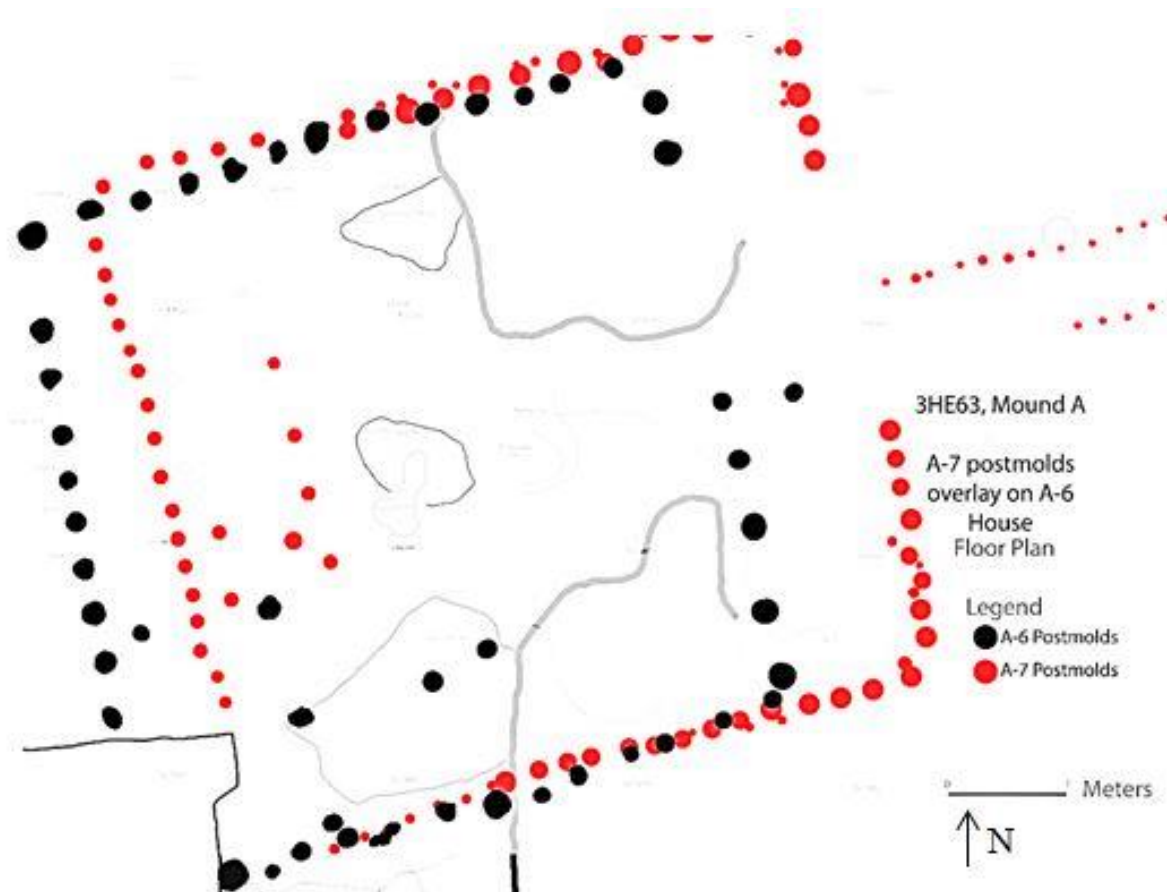 3HE63, Mound A
A-7 postmolds
overlay on A-6
House
Floor Plan
Legend
A-6 Postmolds
A-7 Postmolds
Meters
N